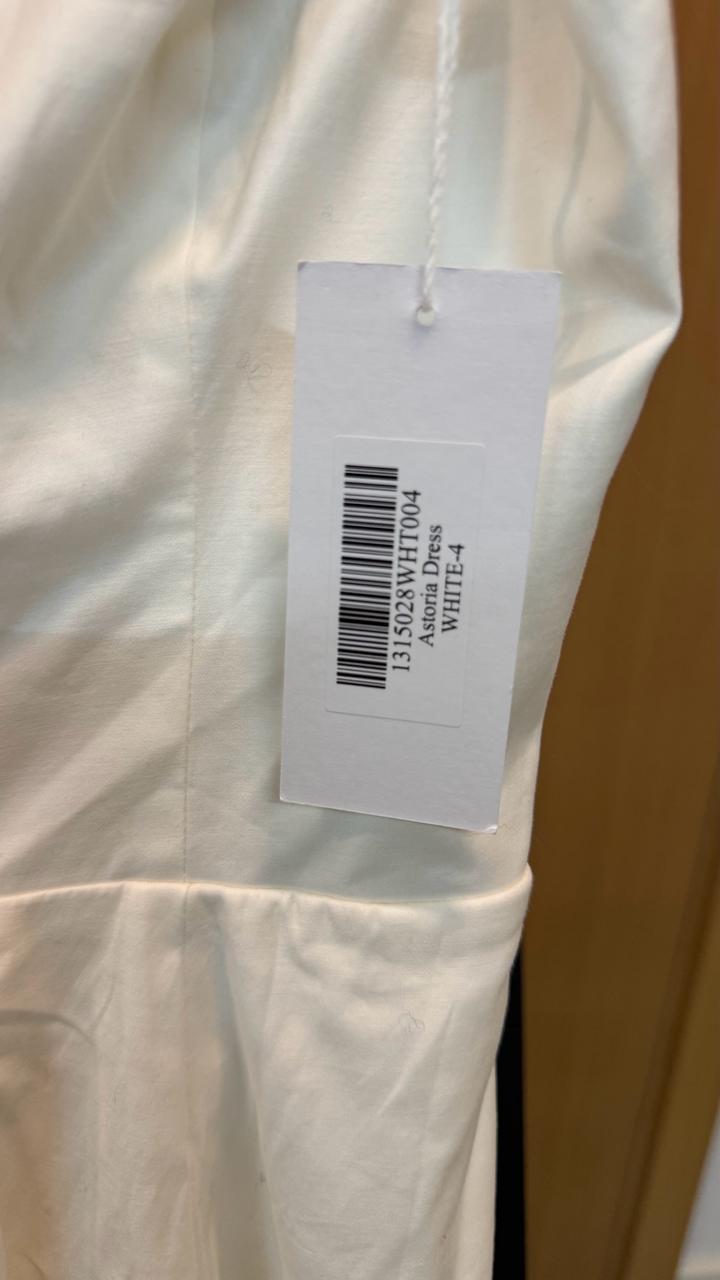 1315028WHT004
Astoria Dress
WHITE-4